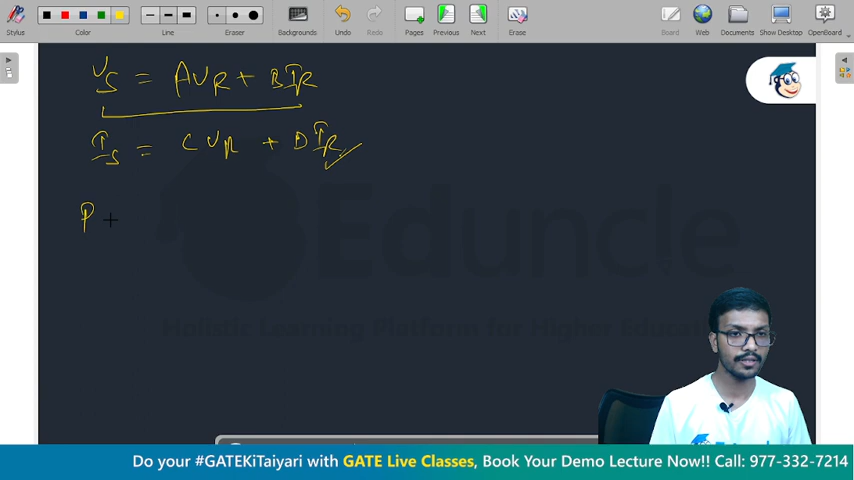 Stylus
Color
Line
Eraser
Backgrounds
Undo
Redo
Pages
Previous
Next
Erase
Board
Web
Documents
Show Desktop
OpenBoard
VS = AVR + BIR
IS = CVR + DIR
P
Eduncle
Holistic Learning Platform for Higher Educat
Do your #GATEKiTaiyari with GATE Live Classes, Book Your Demo Lecture Now!! Call: 977-332-7214